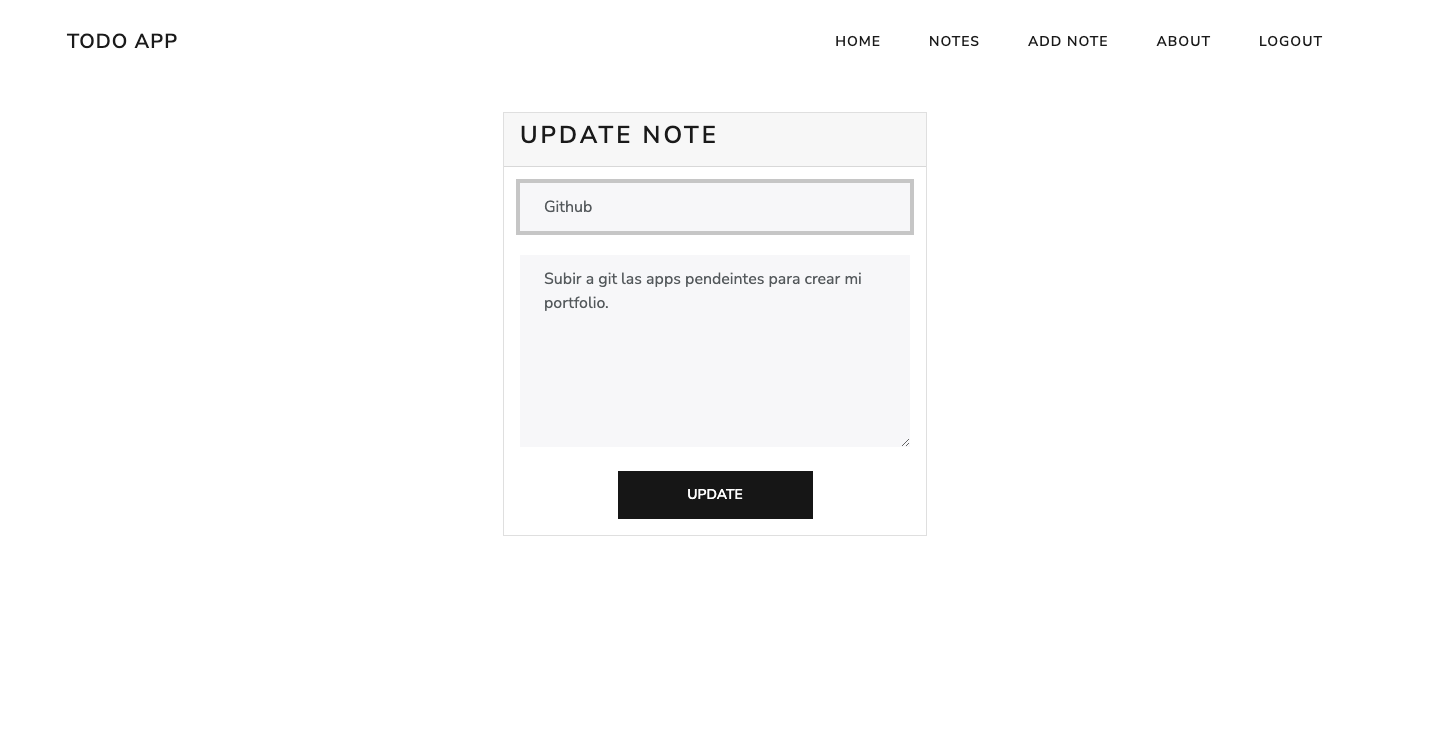 TODO APP
HOME NOTES ADD NOTE ABOUT LOGOUT
UPDATE NOTE
Github
Subir a git las apps pendeintes para crear mi
portfolio.
UPDATE